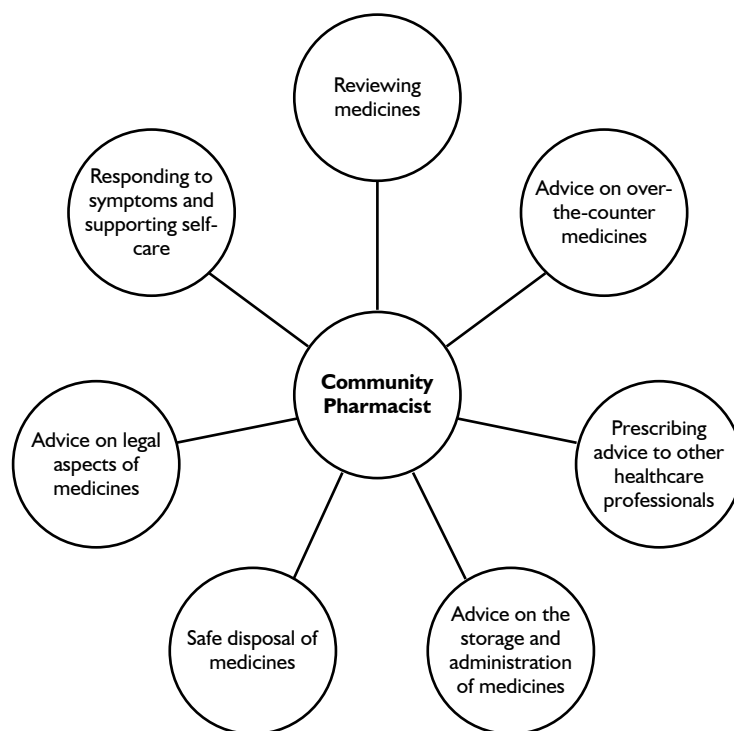 Reviewing
medicines
Responding to
symptoms and
supporting self-
care
Advice on over-
the-counter
medicines
Community
Pharmacist
Advice on legal
aspects of
medicines
Prescribing
advice to other
healthcare
professionals
Safe disposal of
medicines
Advice on the
storage and
administration
of medicines